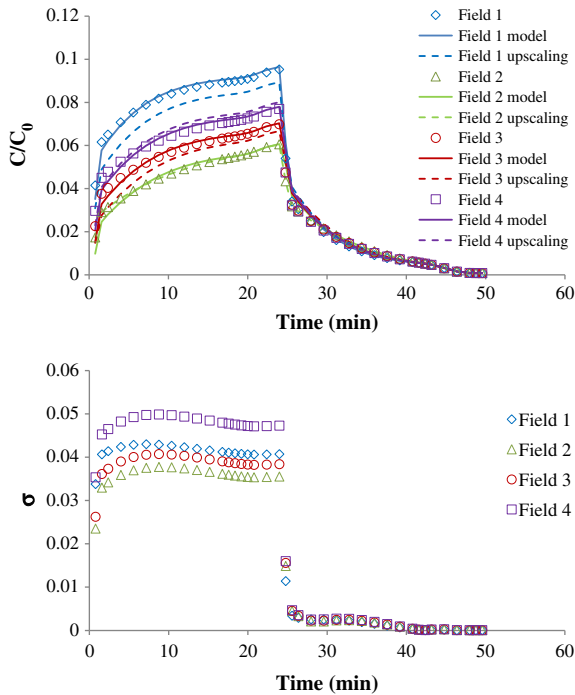 0.12
0.1
0.08
0.06
0.04
0.02
0
C/C0
0 10 20 30 40 50 60
Time (min)
Field 1
Field 1 model
Field 1 upscaling
Field 2
Field 2 model
Field 2 upscaling
Field 3
Field 3 model
Field 3 upscaling
Field 4
Field 4 model
Field 4 upscaling
0.06
0.05
0.04
0.03
0.02
0.01
0
σ
0 10 20 30 40 50 60
Time (min)
Field 1
Field 2
Field 3
Field 4